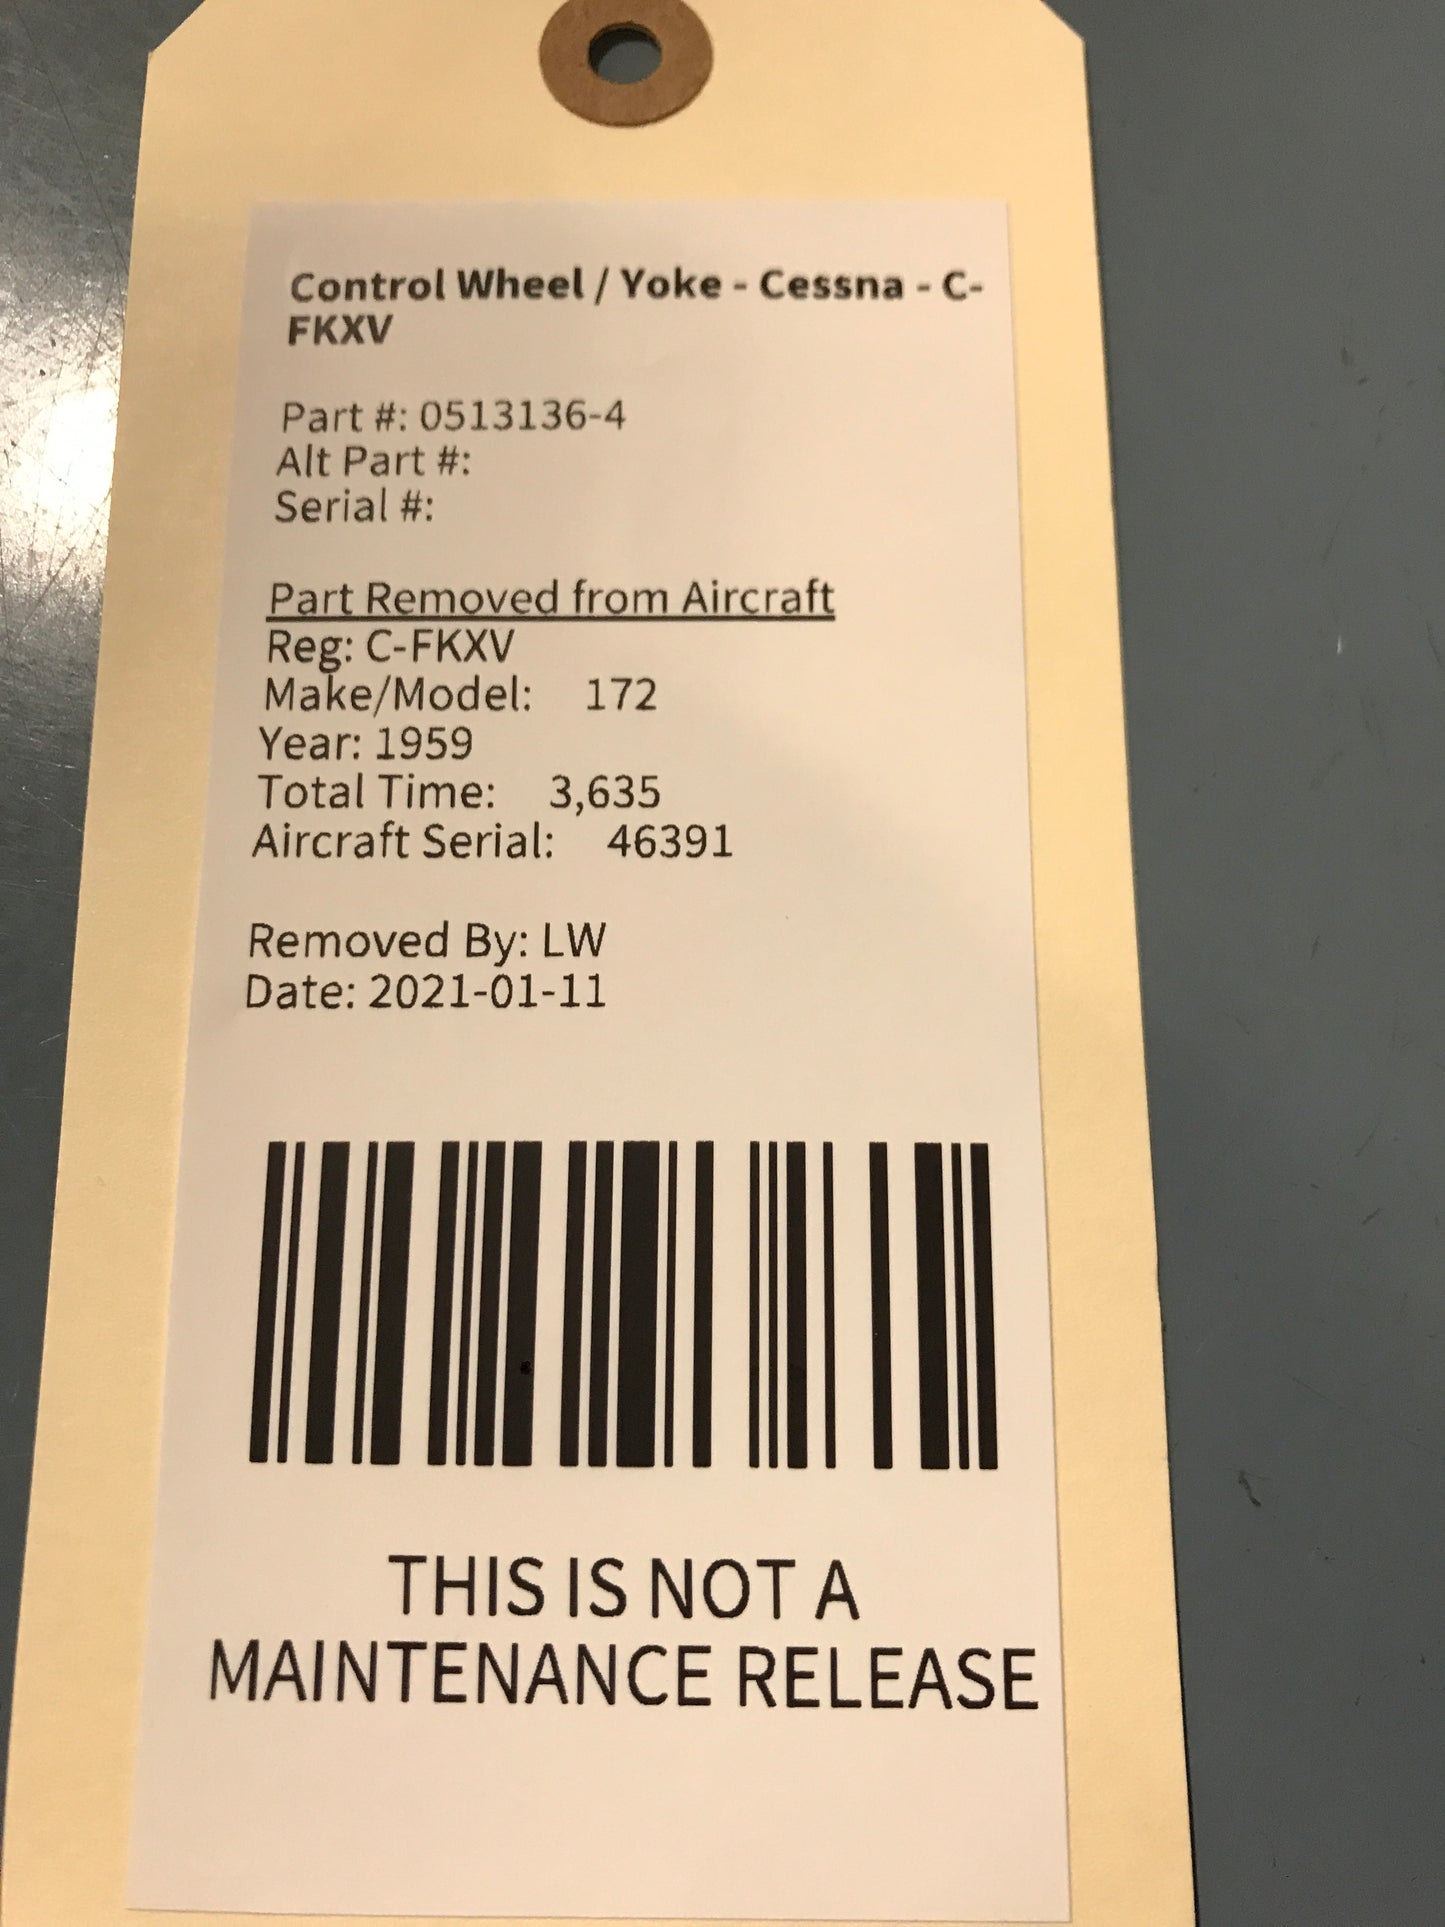 Control Wheel / Yoke - Cessna - C-
FKXV
Part #: 0513136-4
Alt Part #:
Serial #:
Part Removed from Aircraft
Reg: C-FKXV
Make/Model: 172
Year: 1959
Total Time: 3,635
Aircraft Serial: 46391
Removed By: LW
Date: 2021-01-11
THIS IS NOT A
MAINTENANCE RELEASE